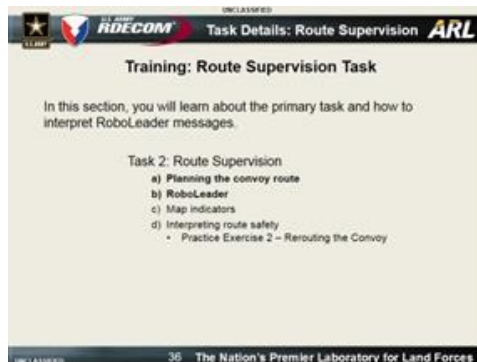 UNCLASSIFIED
U.S. ARMY
RDECOM
Task Details: Route Supervision
ARL
U.S. ARMY
Training: Route Supervision Task
In this section, you will learn about the primary task and how to
interpret RoboLeader messages.
Task 2: Route Supervision
a) Planning the convoy route
b) RoboLeader
c) Map indicators
d) Interpreting route safety
• Practice Exercise 2 – Rerouting the Convoy
UNCLASSIFIED
36 The Nation's Premier Laboratory for Land Forces